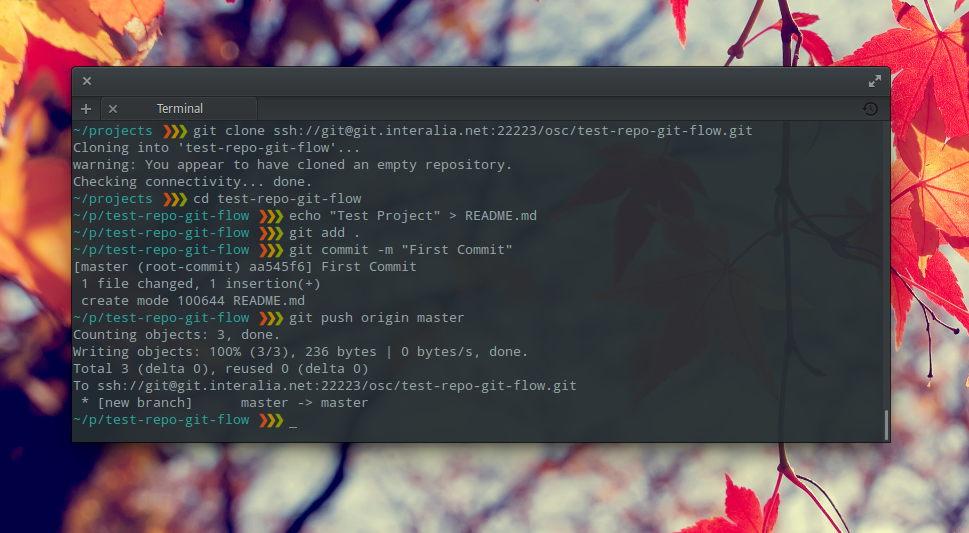 Terminal
~/projects ❯❯❯ git clone ssh://git@git.interalia.net:22223/osc/test-repo-git-flow.git
Cloning into 'test-repo-git-flow'...
warning: You appear to have cloned an empty repository.
Checking connectivity... done.
~/projects ❯❯❯ cd test-repo-git-flow
~/p/test-repo-git-flow ❯❯❯ echo "Test Project" > README.md
~/p/test-repo-git-flow ❯❯❯ git add .
~/p/test-repo-git-flow ❯❯❯ git commit -m "First Commit"
[master (root-commit) aa545f6] First Commit
 1 file changed, 1 insertion(+)
 create mode 100644 README.md
~/p/test-repo-git-flow ❯❯❯ git push origin master
Counting objects: 3, done.
Writing objects: 100% (3/3), 236 bytes | 0 bytes/s, done.
Total 3 (delta 0), reused 0 (delta 0)
To ssh://git@git.interalia.net:22223/osc/test-repo-git-flow.git
 * [new branch]      master -> master
~/p/test-repo-git-flow ❯❯❯ _